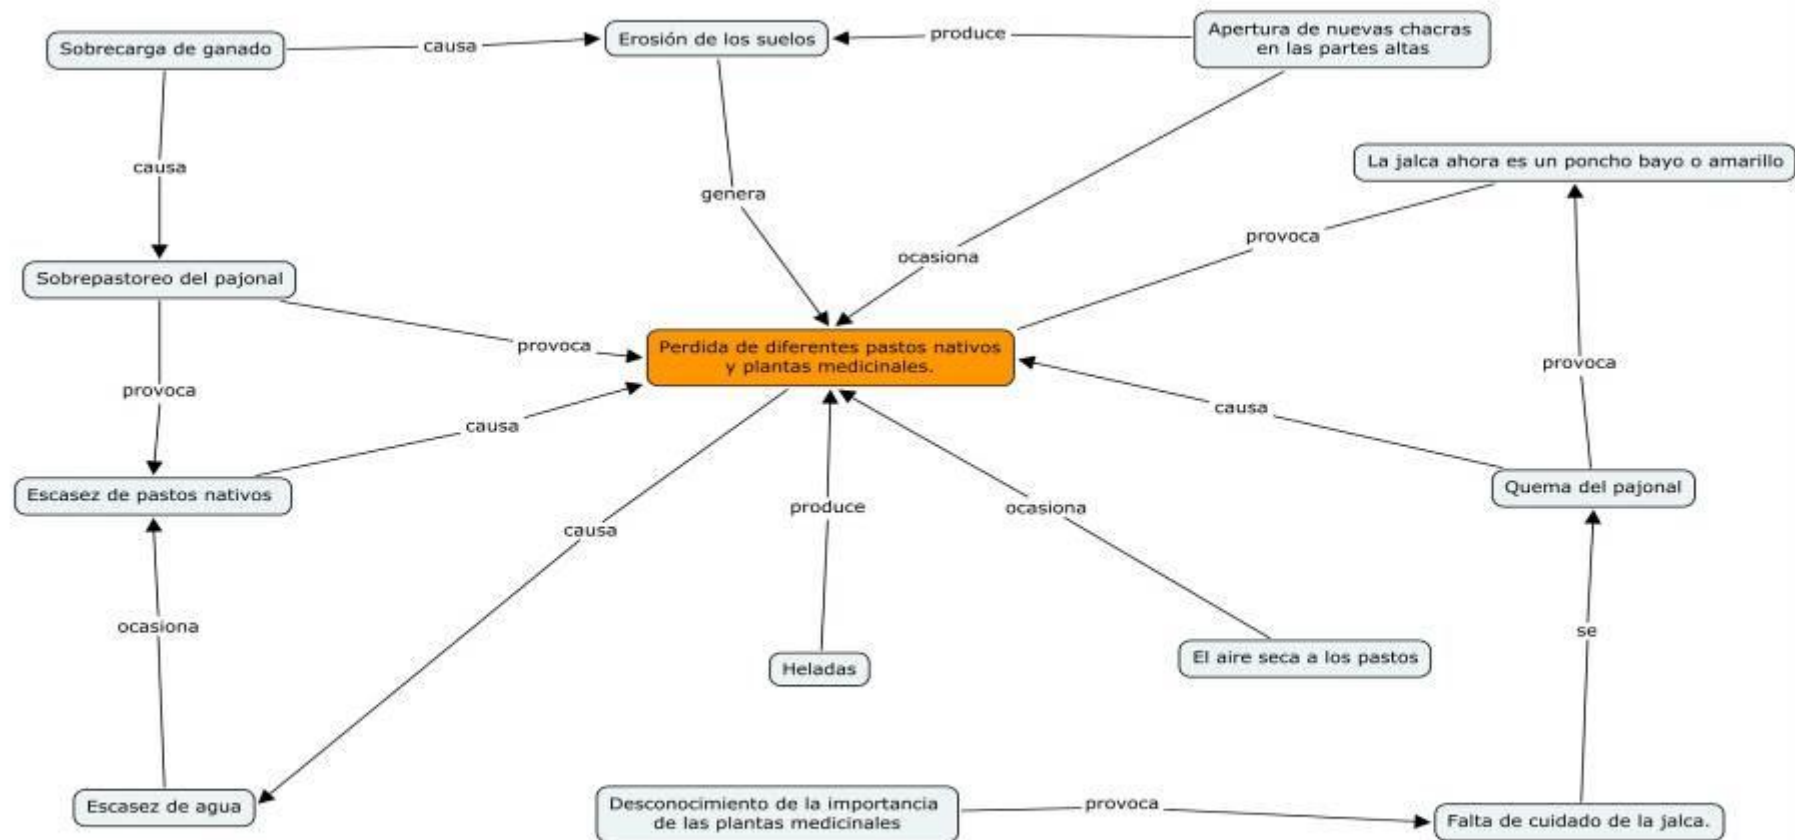 Sobrecarga de ganado
causa
Erosión de los suelos
produce
Apertura de nuevas chacras
en las partes altas
causa
genera
La jalca ahora es un poncho bayo o amarillo
provoca
ocasiona
Sobrepastoreo del pajonal
provoca
Perdida de diferentes pastos nativos
y plantas medicinales.
provoca
provoca
causa
causa
Escasez de pastos nativos
Quema del pajonal
causa
produce
ocasiona
ocasiona
se
Heladas
El aire seca a los pastos
Escasez de agua
Desconocimiento de la importancia
de las plantas medicinales
provoca
Falta de cuidado de la jalca.